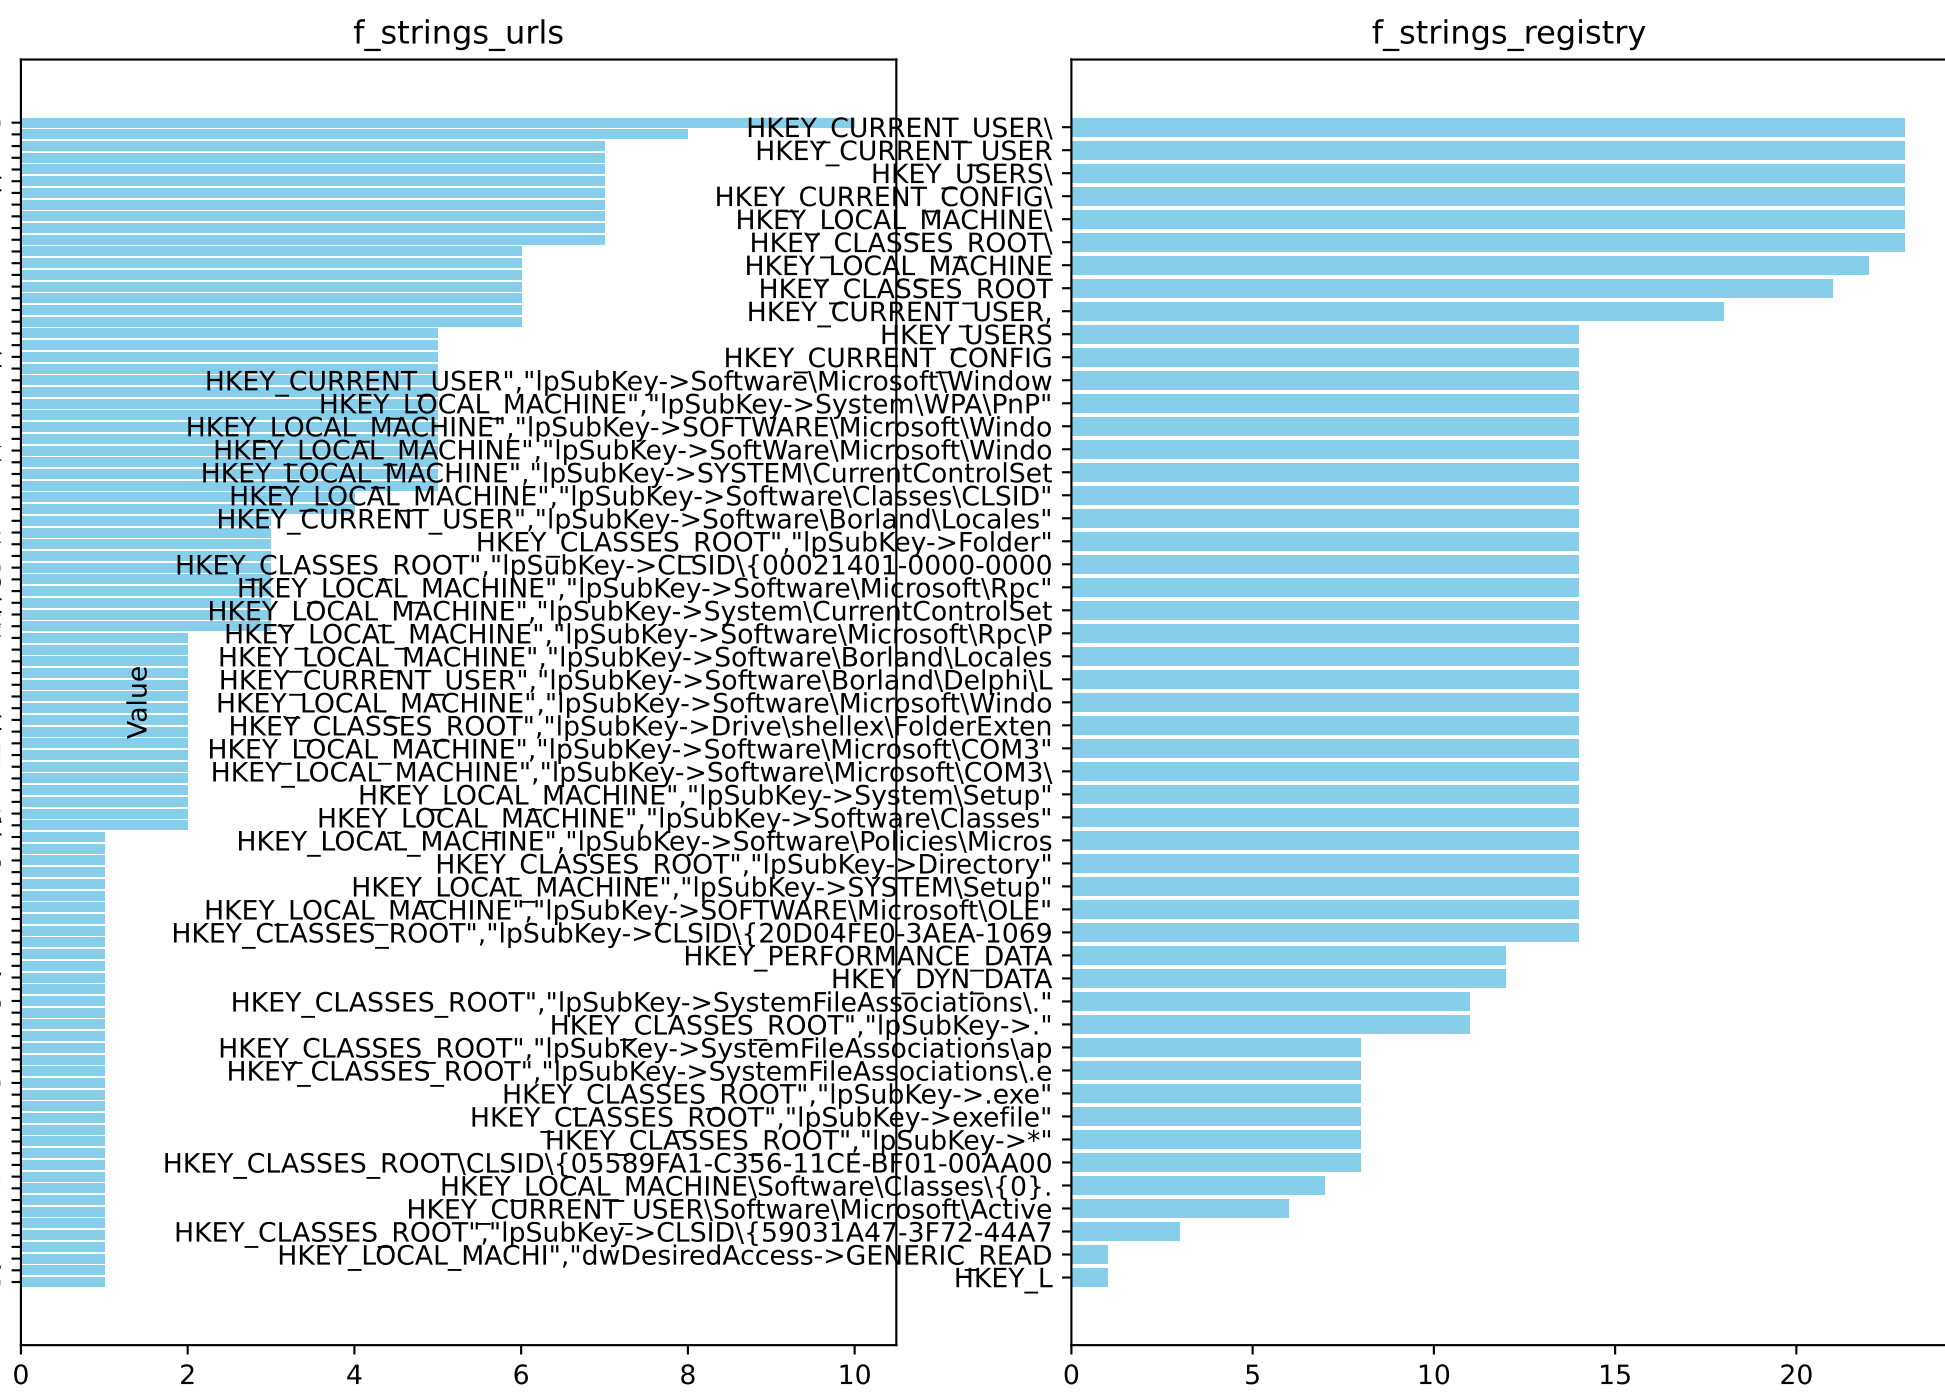 f_strings_urls
f_strings_registry
HKEY_CURRENT_USER\
HKEY_CURRENT_USER
HKEY_USERS\
HKEY_CURRENT_CONFIG\
HKEY_LOCAL_MACHINE\
HKEY_CLASSES_ROOT\
HKEY_LOCAL_MACHINE
HKEY_CLASSES_ROOT
HKEY_CURRENT_USER,
HKEY_USERS
HKEY_CURRENT_CONFIG
HKEY_CURRENT_USER","lpSubKey->Software\Microsoft\Window
HKEY_LOCAL_MACHINE","lpSubKey->System\WPA\PnP"
HKEY_LOCAL_MACHINE","lpSubKey->SOFTWARE\Microsoft\Windo
HKEY_LOCAL_MACHINE","lpSubKey->SoftWare\Microsoft\Windo
HKEY_LOCAL_MACHINE","lpSubKey->SYSTEM\CurrentControlSet
HKEY_LOCAL_MACHINE","lpSubKey->Software\Classes\CLSID"
HKEY_CURRENT_USER","lpSubKey->Software\Borland\Locales"
HKEY_CLASSES_ROOT","lpSubKey->Folder"
HKEY_CLASSES_ROOT","lpSubKey->CLSID\{00021401-0000-0000
HKEY_LOCAL_MACHINE","lpSubKey->Software\Microsoft\Rpc"
HKEY_LOCAL_MACHINE","lpSubKey->System\CurrentControlSet
HKEY_LOCAL_MACHINE","lpSubKey->Software\Microsoft\Rpc\P
HKEY_LOCAL_MACHINE","lpSubKey->Software\Borland\Locales
HKEY_CURRENT_USER","lpSubKey->Software\Borland\Delphi\L
HKEY_LOCAL_MACHINE","lpSubKey->Software\Microsoft\Windo
HKEY_CLASSES_ROOT","lpSubKey->Drive\shellex\FolderExten
HKEY_LOCAL_MACHINE","lpSubKey->Software\Microsoft\COM3"
HKEY_LOCAL_MACHINE","lpSubKey->Software\Microsoft\COM3\
HKEY_LOCAL_MACHINE","lpSubKey->System\Setup"
HKEY_LOCAL_MACHINE","lpSubKey->Software\Classes"
HKEY_LOCAL_MACHINE","lpSubKey->Software\Policies\Micros
HKEY_CLASSES_ROOT","lpSubKey->Directory"
HKEY_LOCAL_MACHINE","lpSubKey->SYSTEM\Setup"
HKEY_LOCAL_MACHINE","lpSubKey->SOFTWARE\Microsoft\OLE"
HKEY_CLASSES_ROOT","lpSubKey->CLSID\{20D04FE0-3AEA-1069
HKEY_PERFORMANCE_DATA
HKEY_DYN_DATA
HKEY_CLASSES_ROOT","lpSubKey->SystemFileAssociations\."
HKEY_CLASSES_ROOT","lpSubKey->."
HKEY_CLASSES_ROOT","lpSubKey->SystemFileAssociations\ap
HKEY_CLASSES_ROOT","lpSubKey->SystemFileAssociations\.e
HKEY_CLASSES_ROOT","lpSubKey->.exe"
HKEY_CLASSES_ROOT","lpSubKey->exefile"
HKEY_CLASSES_ROOT","lpSubKey->*"
HKEY_CLASSES_ROOT\CLSID\{05589FA1-C356-11CE-BF01-00AA00
HKEY_LOCAL_MACHINE\Software\Classes\{0}.
HKEY_CURRENT_USER\Software\Microsoft\Active
HKEY_CLASSES_ROOT","lpSubKey->CLSID\{59031A47-3F72-44A7
HKEY_LOCAL_MACHI","dwDesiredAccess->GENERIC_READ
HKEY_L
Value
0 2 4 6 8 10
0 5 10 15 20